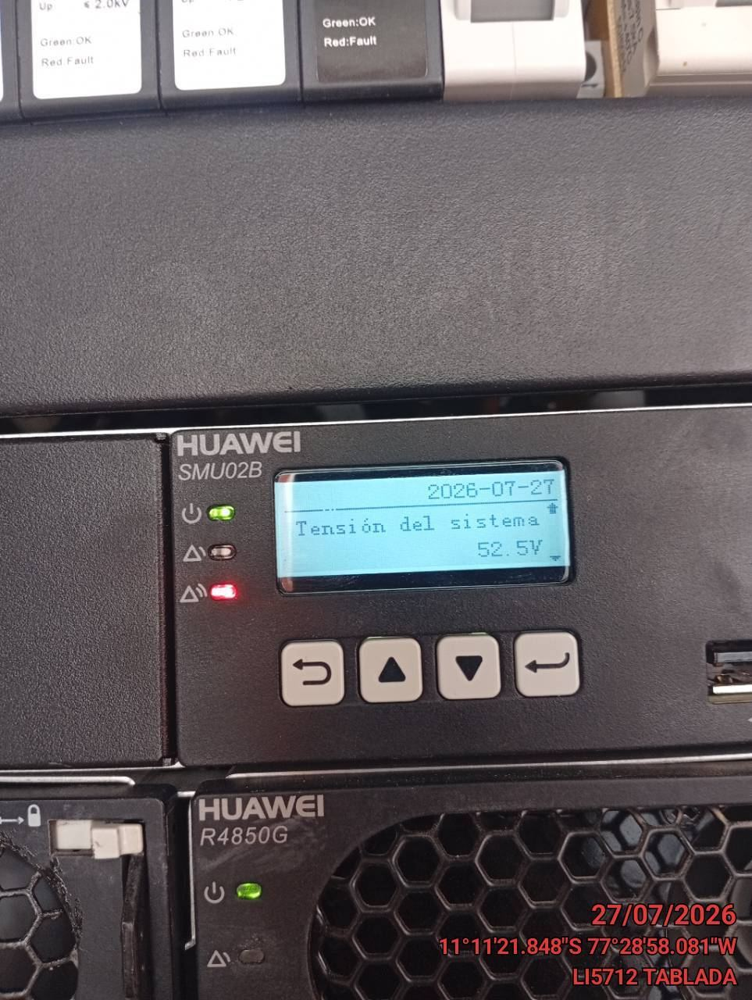 Up ≤ 2.0kV
Green:OK
Red:Fault
Green OK
Red Fault
Green:OK
Red:Fault
HUAWEI
SMU02B
2026-07-27
Tensión del sistema
52.5V
HUAWEI
R4850G
27/07/2026
11°11'21.848"S 77°28'58.081"W
LI5712 TABLADA